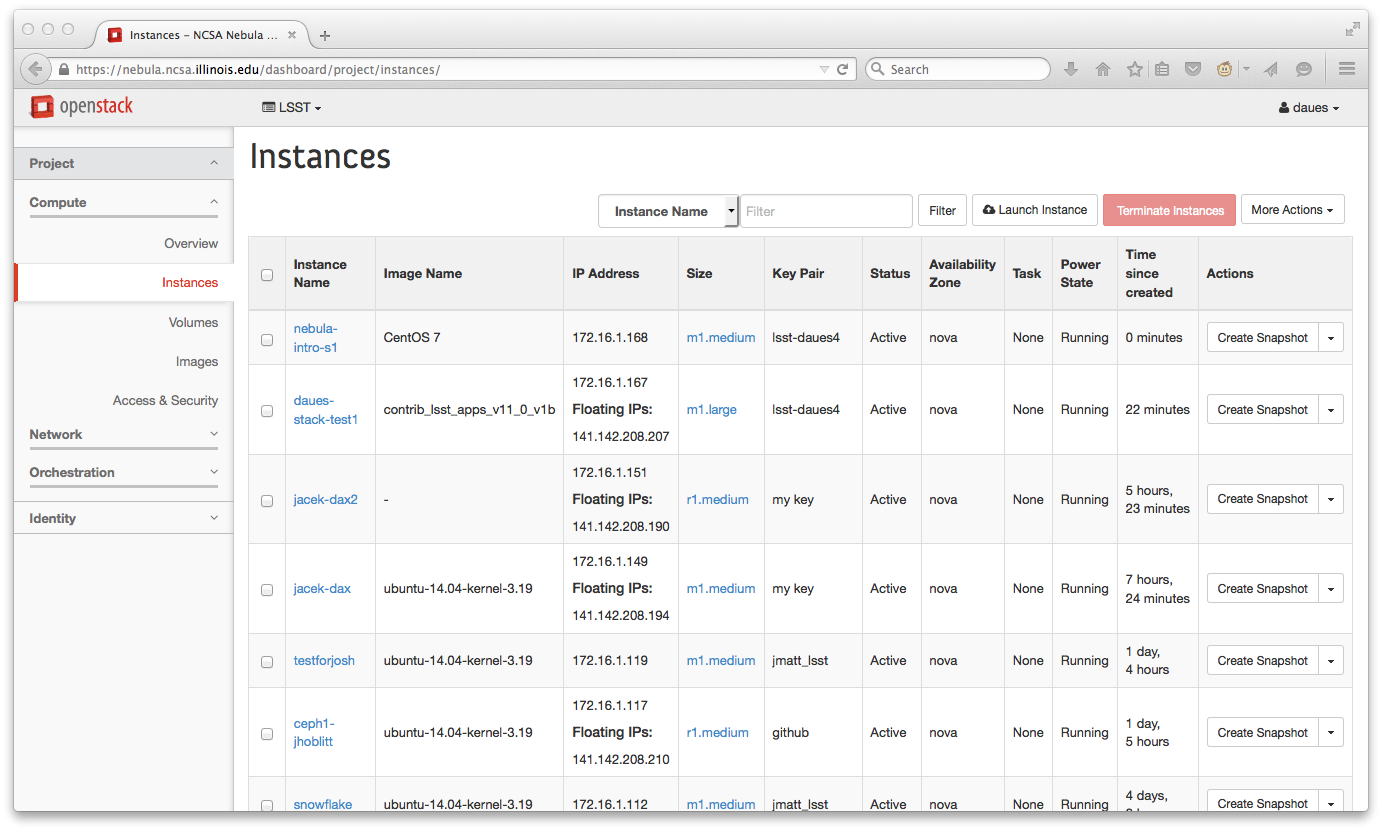 Instances – NCSA Nebula ...
https://nebula.ncsa.illinois.edu/dashboard/project/instances/
Search
openstack
LSST
daues
Project
Compute
Overview
Instances
Volumes
Images
Access & Security
Network
Orchestration
Identity
Instances
Instance Name Filter Filter Launch Instance Terminate Instances More Actions
Instance Name Image Name IP Address Size Key Pair Status Availability Zone Task Power State Time since created Actions
nebula-intro-s1 CentOS 7 172.16.1.168 m1.medium lsst-daues4 Active nova None Running 0 minutes Create Snapshot
daues-stack-test1 contrib_lsst_apps_v11_0_v1b 172.16.1.167 Floating IPs: 141.142.208.207 m1.large lsst-daues4 Active nova None Running 22 minutes Create Snapshot
jacek-dax2 - 172.16.1.151 Floating IPs: 141.142.208.190 r1.medium my key Active nova None Running 5 hours, 23 minutes Create Snapshot
jacek-dax ubuntu-14.04-kernel-3.19 172.16.1.149 Floating IPs: 141.142.208.194 m1.medium my key Active nova None Running 7 hours, 24 minutes Create Snapshot
testforjosh ubuntu-14.04-kernel-3.19 172.16.1.119 m1.medium jmatt_lsst Active nova None Running 1 day, 4 hours Create Snapshot
ceph1-jhoblitt ubuntu-14.04-kernel-3.19 172.16.1.117 Floating IPs: 141.142.208.210 r1.medium github Active nova None Running 1 day, 5 hours Create Snapshot
snowflake ubuntu-14.04-kernel-3.19 172.16.1.112 m1.medium jmatt_lsst Active nova None Running 4 days, Create Snapshot